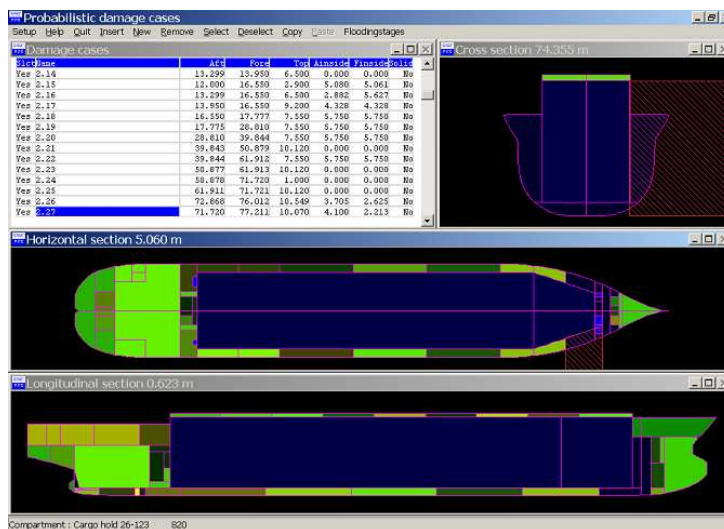 Probabilistic damage cases
Setup Help Quit Insert New Remove Select Deselect Copy Paste Floodingstages
Damage cases
Slct Name Aft Fore Top Ainside Finside Solid
Yes 2.14 13.299 13.950 6.500 0.000 0.000 No
Yes 2.15 12.000 16.550 2.900 5.080 5.061 No
Yes 2.16 13.299 16.550 6.500 2.882 5.627 No
Yes 2.17 13.950 16.550 9.200 4.328 4.328 No
Yes 2.18 16.550 17.777 7.550 5.750 5.750 No
Yes 2.19 17.775 28.810 7.550 5.750 5.750 No
Yes 2.20 28.810 39.844 7.550 5.750 5.750 No
Yes 2.21 39.843 50.879 10.120 0.000 0.000 No
Yes 2.22 39.844 61.912 7.550 5.750 5.750 No
Yes 2.23 50.877 61.913 10.120 0.000 0.000 No
Yes 2.24 50.878 71.720 1.000 0.000 0.000 No
Yes 2.25 61.911 71.721 10.120 0.000 0.000 No
Yes 2.26 72.868 76.012 10.549 3.705 2.625 No
Yes 2.27 71.720 77.211 10.070 4.100 2.213 No
Cross section 74.355 m
Horizontal section 5.060 m
Longitudinal section 0.623 m
Compartment : Cargo hold 26-123 820